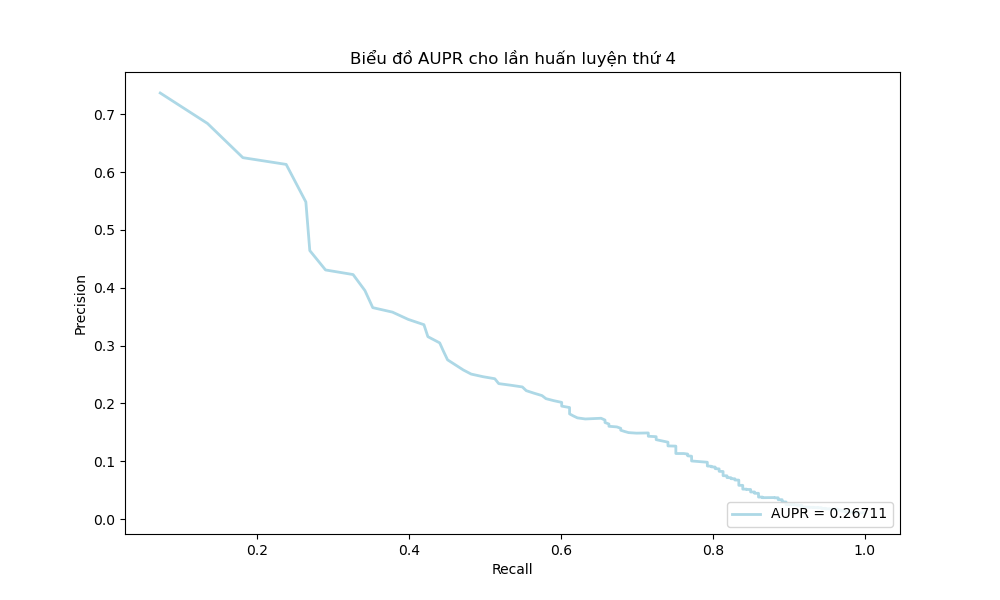 Biểu đồ AUPR cho lần huấn luyện thứ 4
Precision
0.7
0.6
0.5
0.4
0.3
0.2
0.1
0.0
AUPR = 0.26711
0.2 0.4 0.6 0.8 1.0
Recall